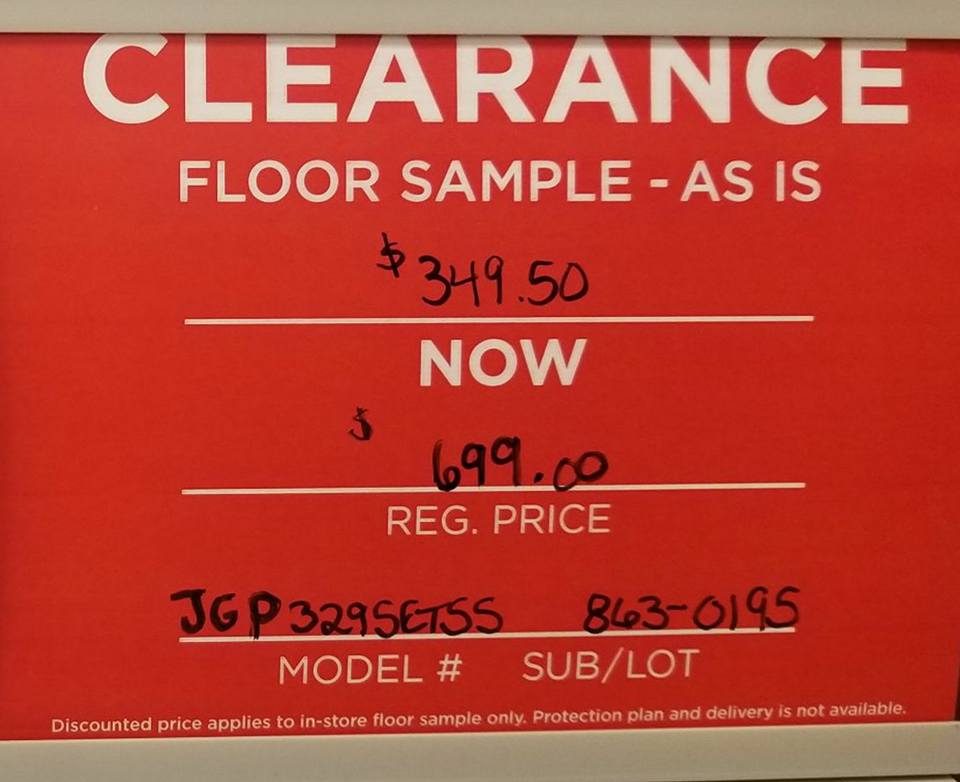 CLEARANCE
FLOOR SAMPLE - AS IS
$349.50
NOW
$ 699.00
REG. PRICE
JGP329SETSS 863-0195
MODEL # SUB/LOT
Discounted price applies to in-store floor sample only. Protection plan and delivery is not available.